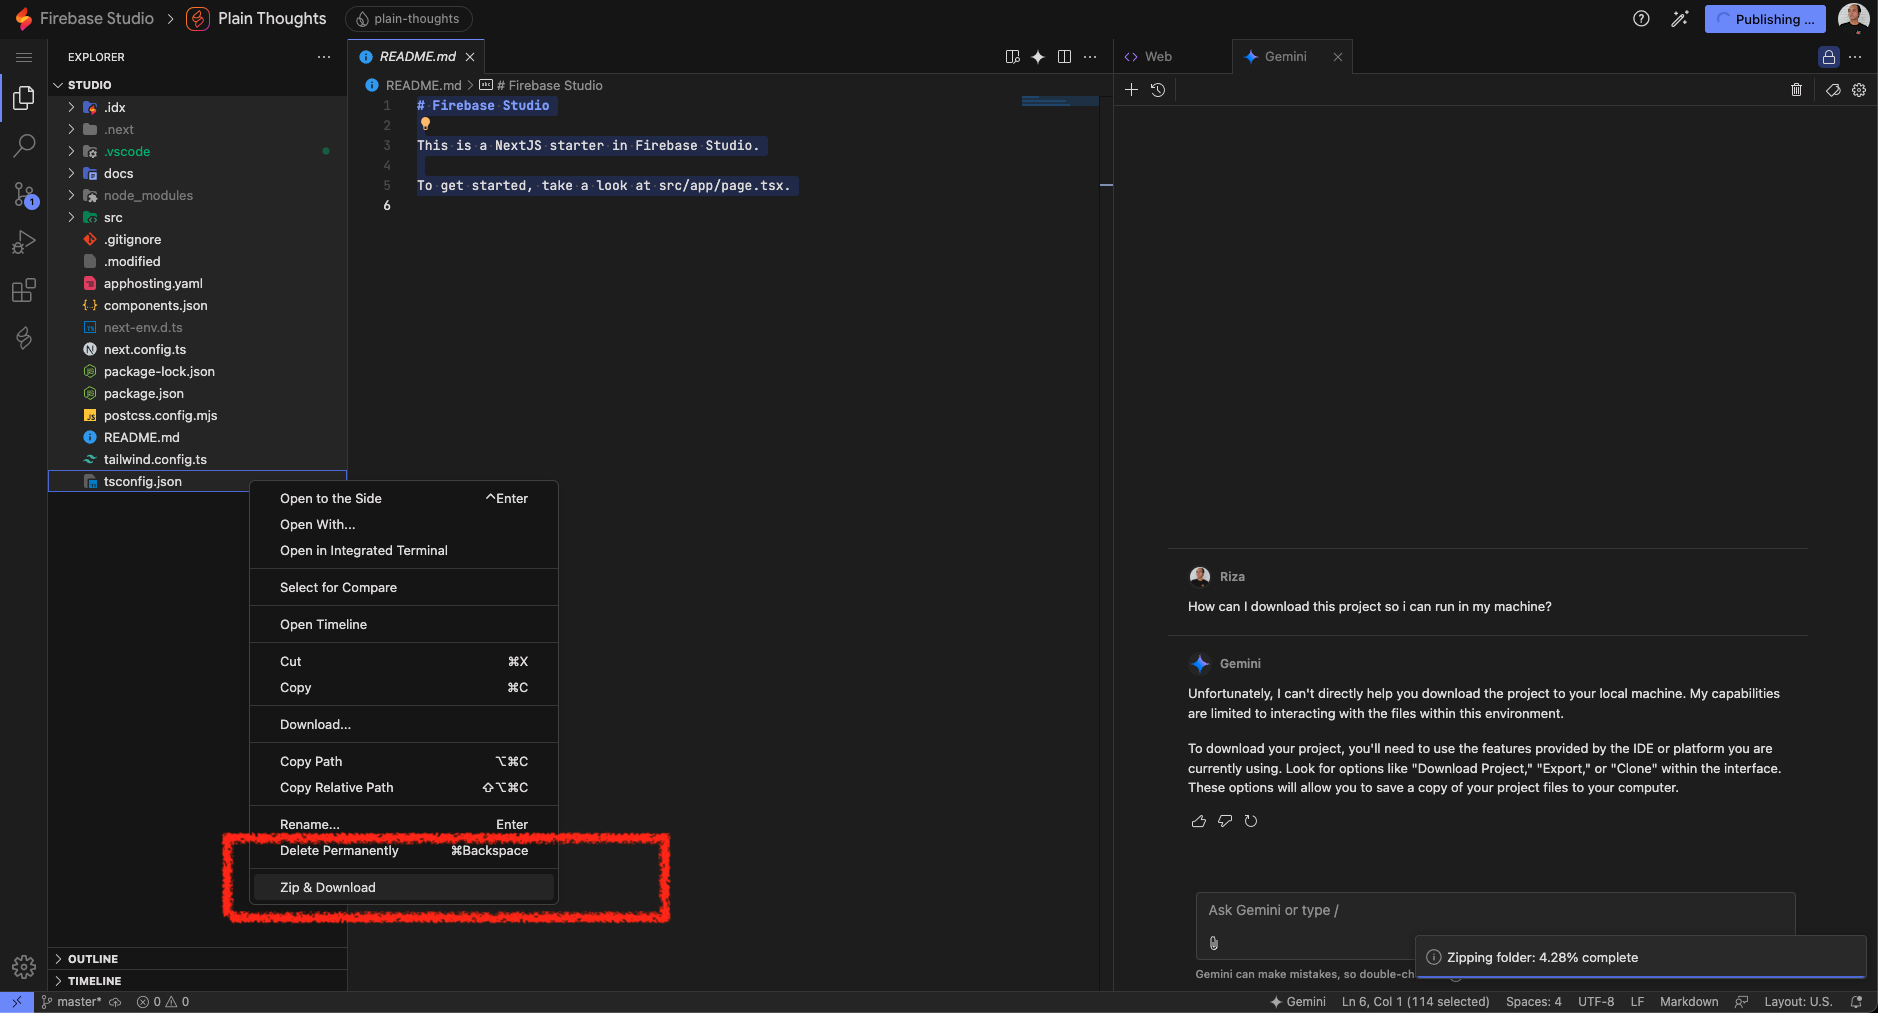 Firebase Studio > Plain Thoughts plain-thoughts
Publishing ...
EXPLORER
STUDIO
.idx
.next
.vscode
docs
node_modules
src
.gitignore
.modified
apphosting.yaml
components.json
next-env.d.ts
next.config.ts
package-lock.json
package.json
postcss.config.mjs
README.md
tailwind.config.ts
tsconfig.json
OUTLINE
TIMELINE
README.md
README.md > # Firebase Studio
1 # Firebase Studio
2
3 This is a NextJS starter in Firebase Studio.
4
5 To get started, take a look at src/app/page.tsx.
6
Open to the Side ^Enter
Open With...
Open in Integrated Terminal
Select for Compare
Open Timeline
Cut ⌘X
Copy ⌘C
Download...
Copy Path ⌥⌘C
Copy Relative Path ⇧⌥⌘C
Rename... Enter
Delete Permanently ⌘Backspace
Zip & Download
Web
Gemini
Riza
How can I download this project so i can run in my machine?
Gemini
Unfortunately, I can't directly help you download the project to your local machine. My capabilities
are limited to interacting with the files within this environment.
To download your project, you'll need to use the features provided by the IDE or platform you are
currently using. Look for options like "Download Project," "Export," or "Clone" within the interface.
These options will allow you to save a copy of your project files to your computer.
Ask Gemini or type /
Gemini can make mistakes, so double-ch
Zipping folder: 4.28% complete
1
master* 0 0
Gemini Ln 6, Col 1 (114 selected) Spaces: 4 UTF-8 LF Markdown Layout: U.S.